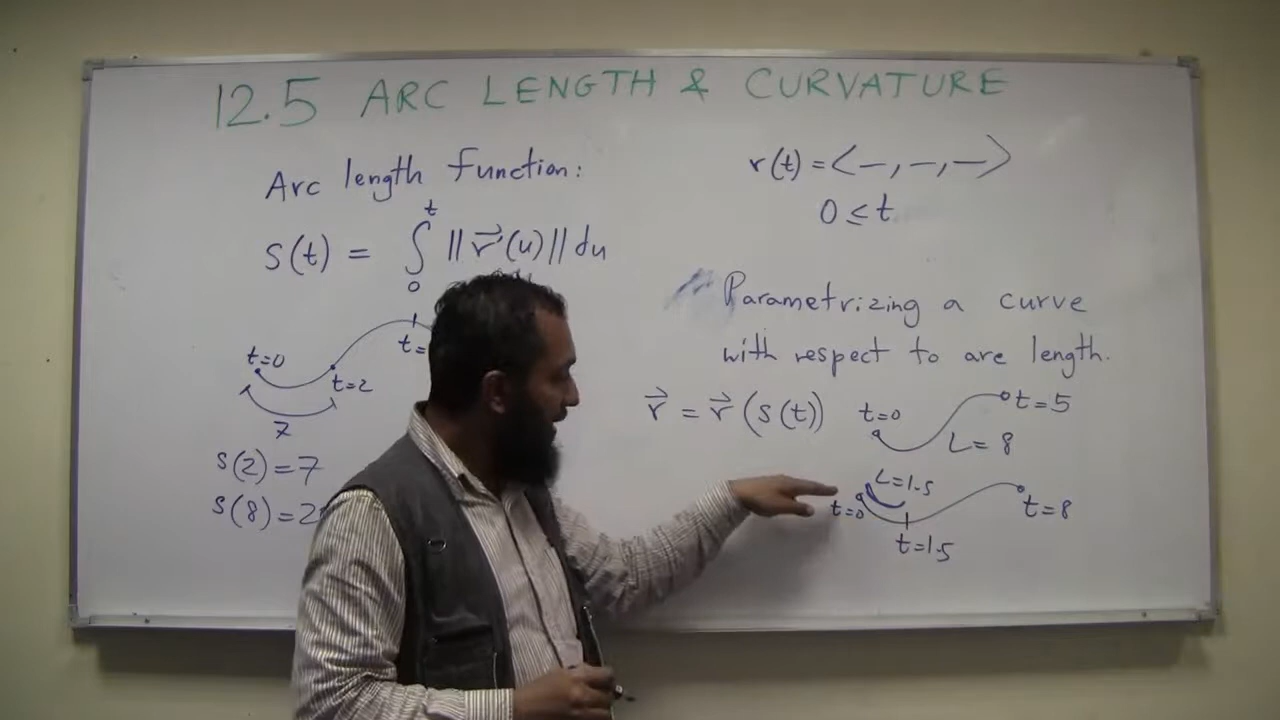 12.5 ARC LENGTH & CURVATURE
Arc length function:
s(t) = ∫₀ᵗ ||r⃗'(u)|| du
t=0
t=2
t=
7
s(2)=7
s(8)=2
r(t) = <—, —, —>
0 ≤ t
Parametrizing a curve
with respect to arc length.
r⃗ = r⃗(s(t))
t=0
t=5
L=8
L=1.5
t=0
t=8
t=1.5